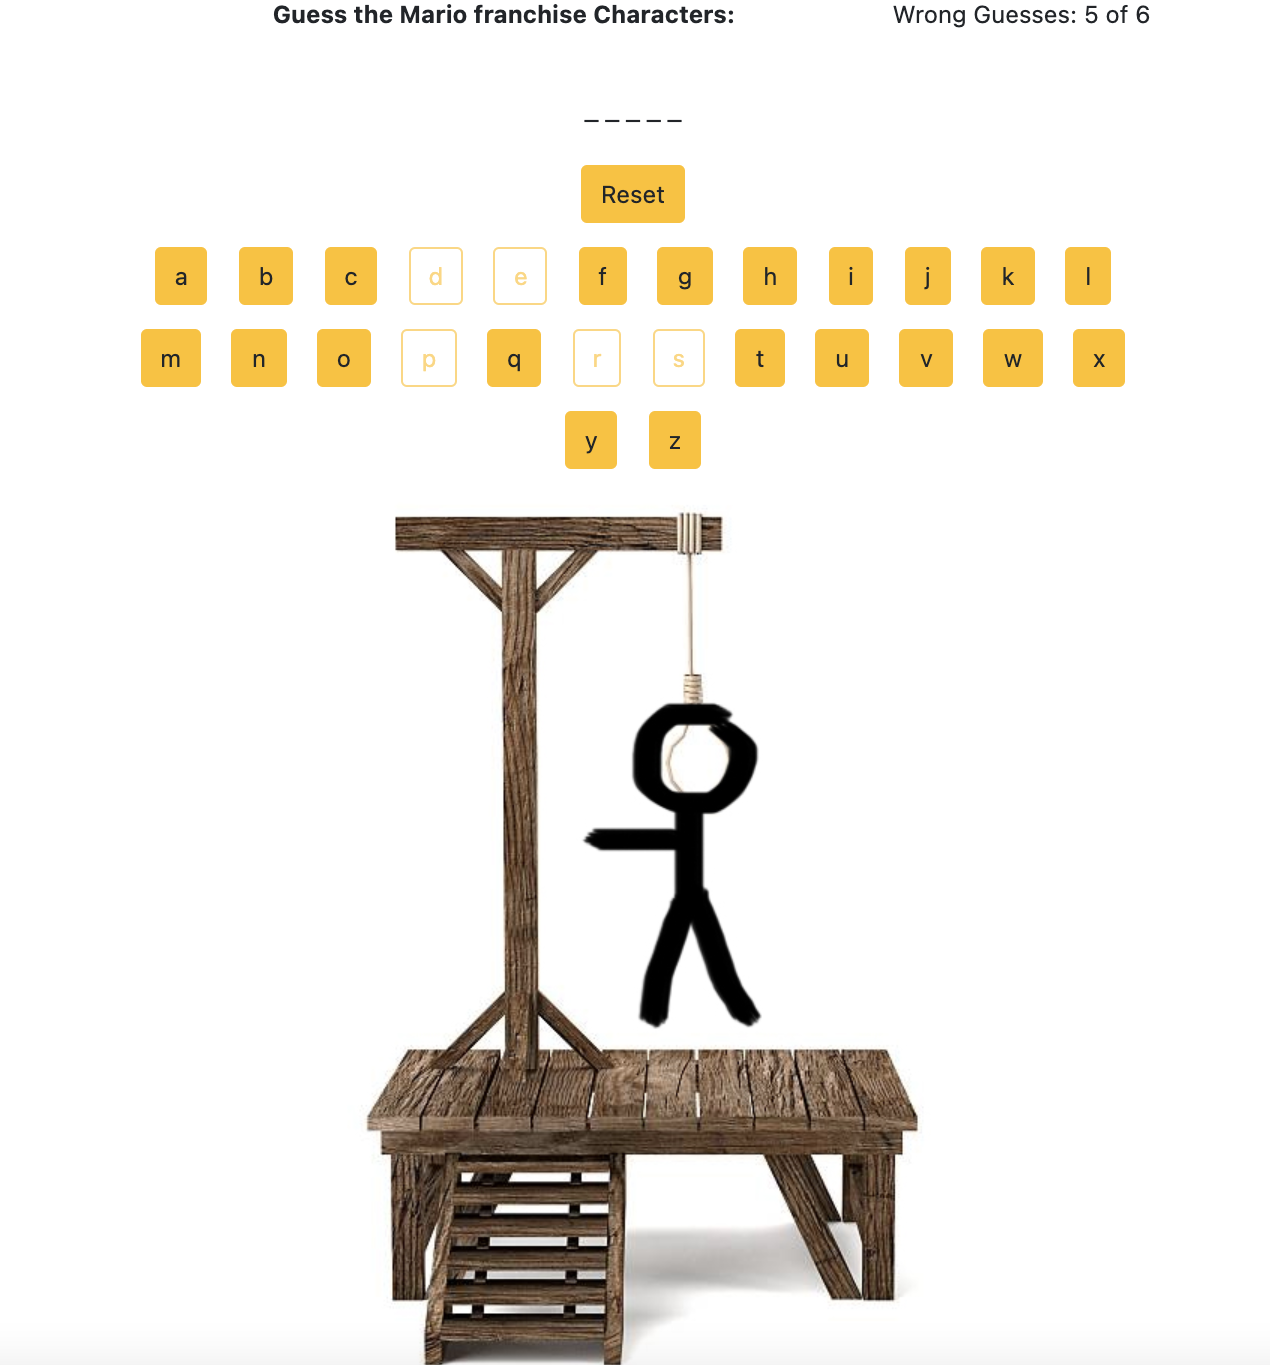 Guess the Mario franchise Characters: Wrong Guesses: 5 of 6
_ _ _ _ _
Reset
a b c d e f g h i j k l
m n o p q r s t u v w x
y z